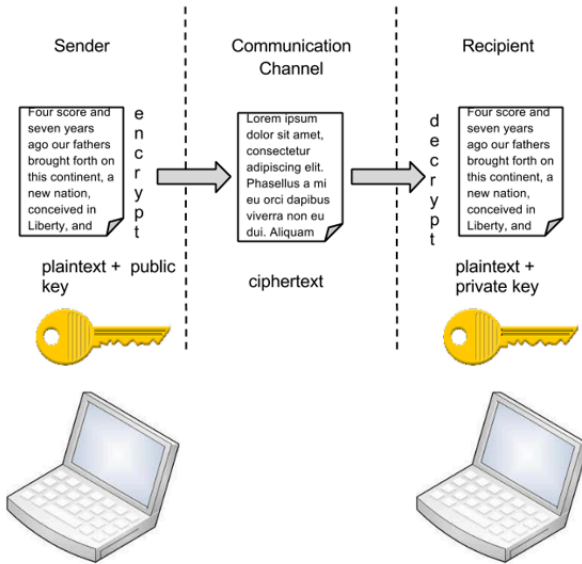 Sender
Communication
Channel
Recipient
Four score and
seven years
ago our fathers
brought forth on
this continent, a
new nation,
conceived in
Liberty, and
encrypt
Lorem ipsum
dolor sit amet,
consectetur
adipiscing elit.
Phasellus a mi
eu orci dapibus
viverra non eu
dui. Aliquam
decrypt
Four score and
seven years
ago our fathers
brought forth on
this continent, a
new nation,
conceived in
Liberty, and
plaintext + public
key
ciphertext
plaintext +
private key